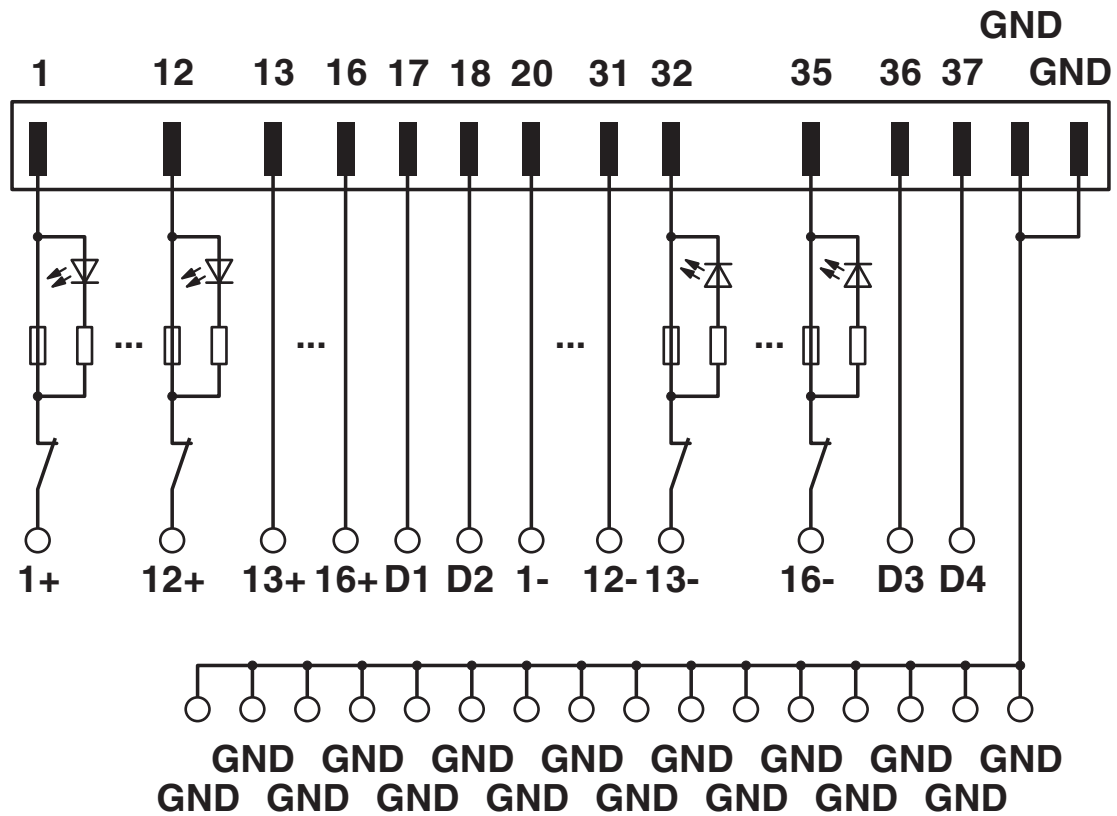 GND
1 12 13 16 17 18 20 31 32 35 36 37 GND
... ... ... ...
1+ 12+ 13+ 16+ D1 D2 1- 12- 13- 16- D3 D4
GND GND GND GND GND GND GND GND
GND GND GND GND GND GND GND GND